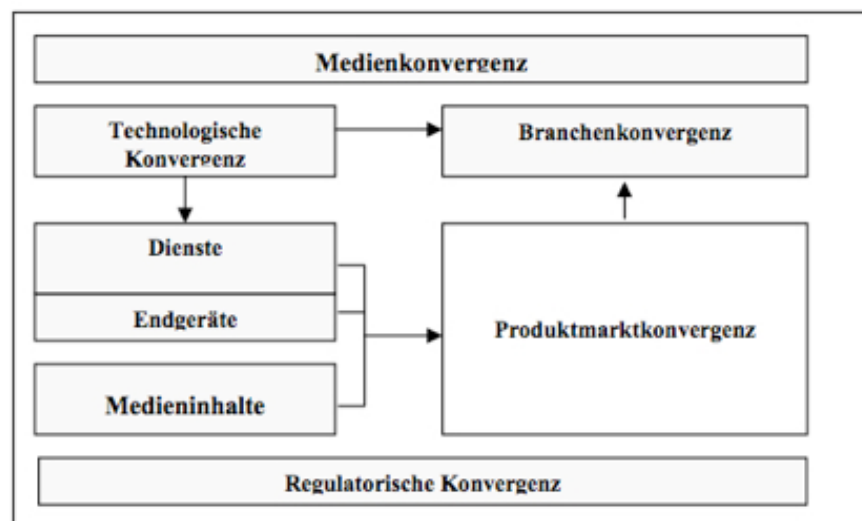 Medienkonvergenz
Technologische
Konvergenz
Branchenkonvergenz
Dienste
Endgeräte
Medieninhalte
Produktmarktkonvergenz
Regulatorische Konvergenz